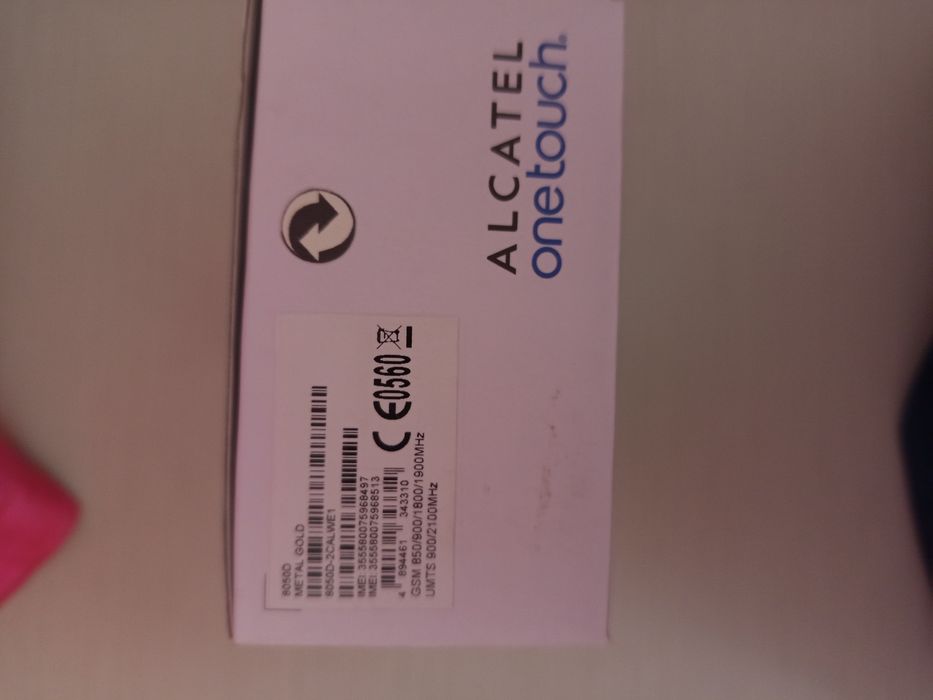 ALCATEL
onetouch.
8050D
METAL GOLD
8050D-2CALWE1
IMEI: 355580075968497
IMEI: 355580075968513
4 894461 343310
GSM 850/900/1800/1900MHz
UMTS 900/2100MHz
CE0560